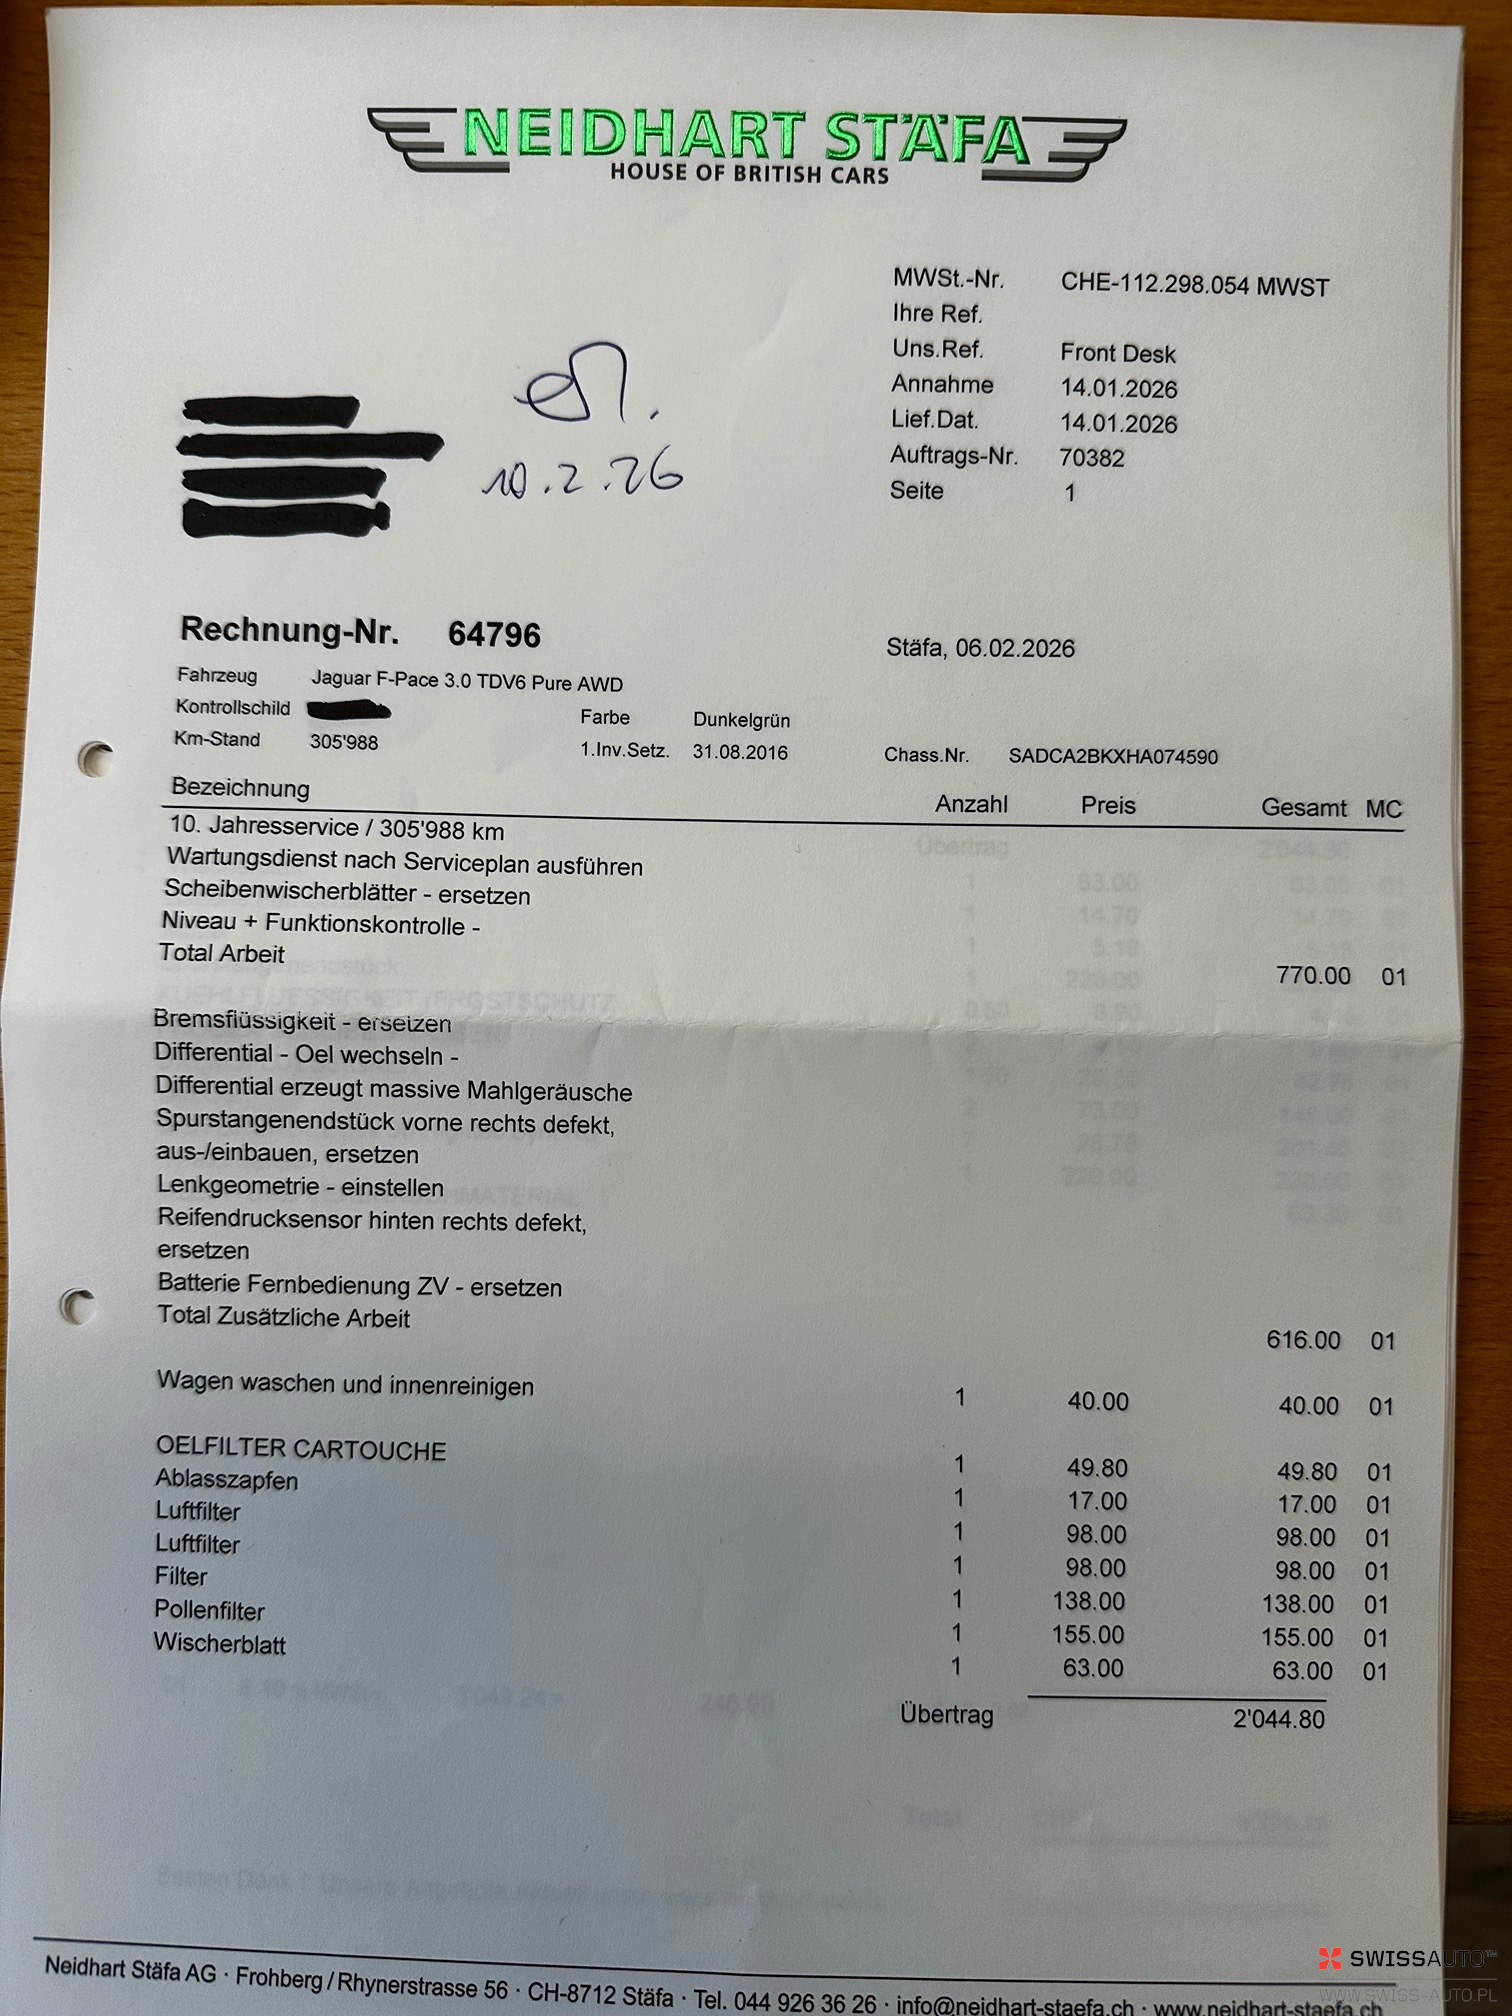 NEIDHART STÄFA
HOUSE OF BRITISH CARS
MWSt.-Nr. CHE-112.298.054 MWST
Ihre Ref.
Uns.Ref. Front Desk
Annahme 14.01.2026
Lief.Dat. 14.01.2026
Auftrags-Nr. 70382
Seite 1
10.2.26
Rechnung-Nr. 64796
Stäfa, 06.02.2026
Fahrzeug Jaguar F-Pace 3.0 TDV6 Pure AWD
Kontrollschild Farbe Dunkelgrün
Km-Stand 305'988 1.Inv.Setz. 31.08.2016 Chass.Nr. SADCA2BKXHA074590
Bezeichnung Anzahl Preis Gesamt MC
10. Jahresservice / 305'988 km
Wartungsdienst nach Serviceplan ausführen
Scheibenwischerblätter - ersetzen
Niveau + Funktionskontrolle -
Total Arbeit 770.00 01
Bremsflüssigkeit - ersetzen
Differential - Oel wechseln -
Differential erzeugt massive Mahlgeräusche
Spurstangenendstück vorne rechts defekt,
aus-/einbauen, ersetzen
Lenkgeometrie - einstellen
Reifendrucksensor hinten rechts defekt,
ersetzen
Batterie Fernbedienung ZV - ersetzen
Total Zusätzliche Arbeit 616.00 01
Wagen waschen und innenreinigen 1 40.00 40.00 01
OELFILTER CARTOUCHE 1 49.80 49.80 01
Ablasszapfen 1 17.00 17.00 01
Luftfilter 1 98.00 98.00 01
Luftfilter 1 98.00 98.00 01
Filter 1 138.00 138.00 01
Pollenfilter 1 155.00 155.00 01
Wischerblatt 1 63.00 63.00 01
Übertrag 2'044.80
Neidhart Stäfa AG · Frohberg / Rhynerstrasse 56 · CH-8712 Stäfa · Tel. 044 926 36 26 · info@neidhart-staefa.ch · www.neidhart-staefa.ch
SWISSAUTO™
WWW.SWISS-AUTO.PL